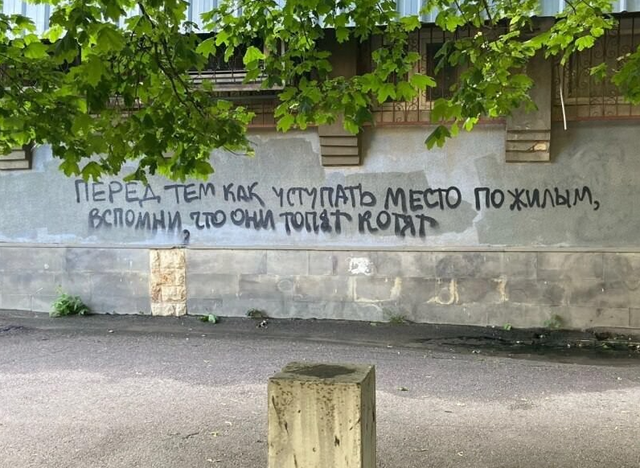 ПЕРЕД ТЕМ КАК УСТУПАТЬ МЕСТО ПОЖИЛЫМ,
ВСПОМНИ, ЧТО ОНИ ТОПЯТ КОТЯТ